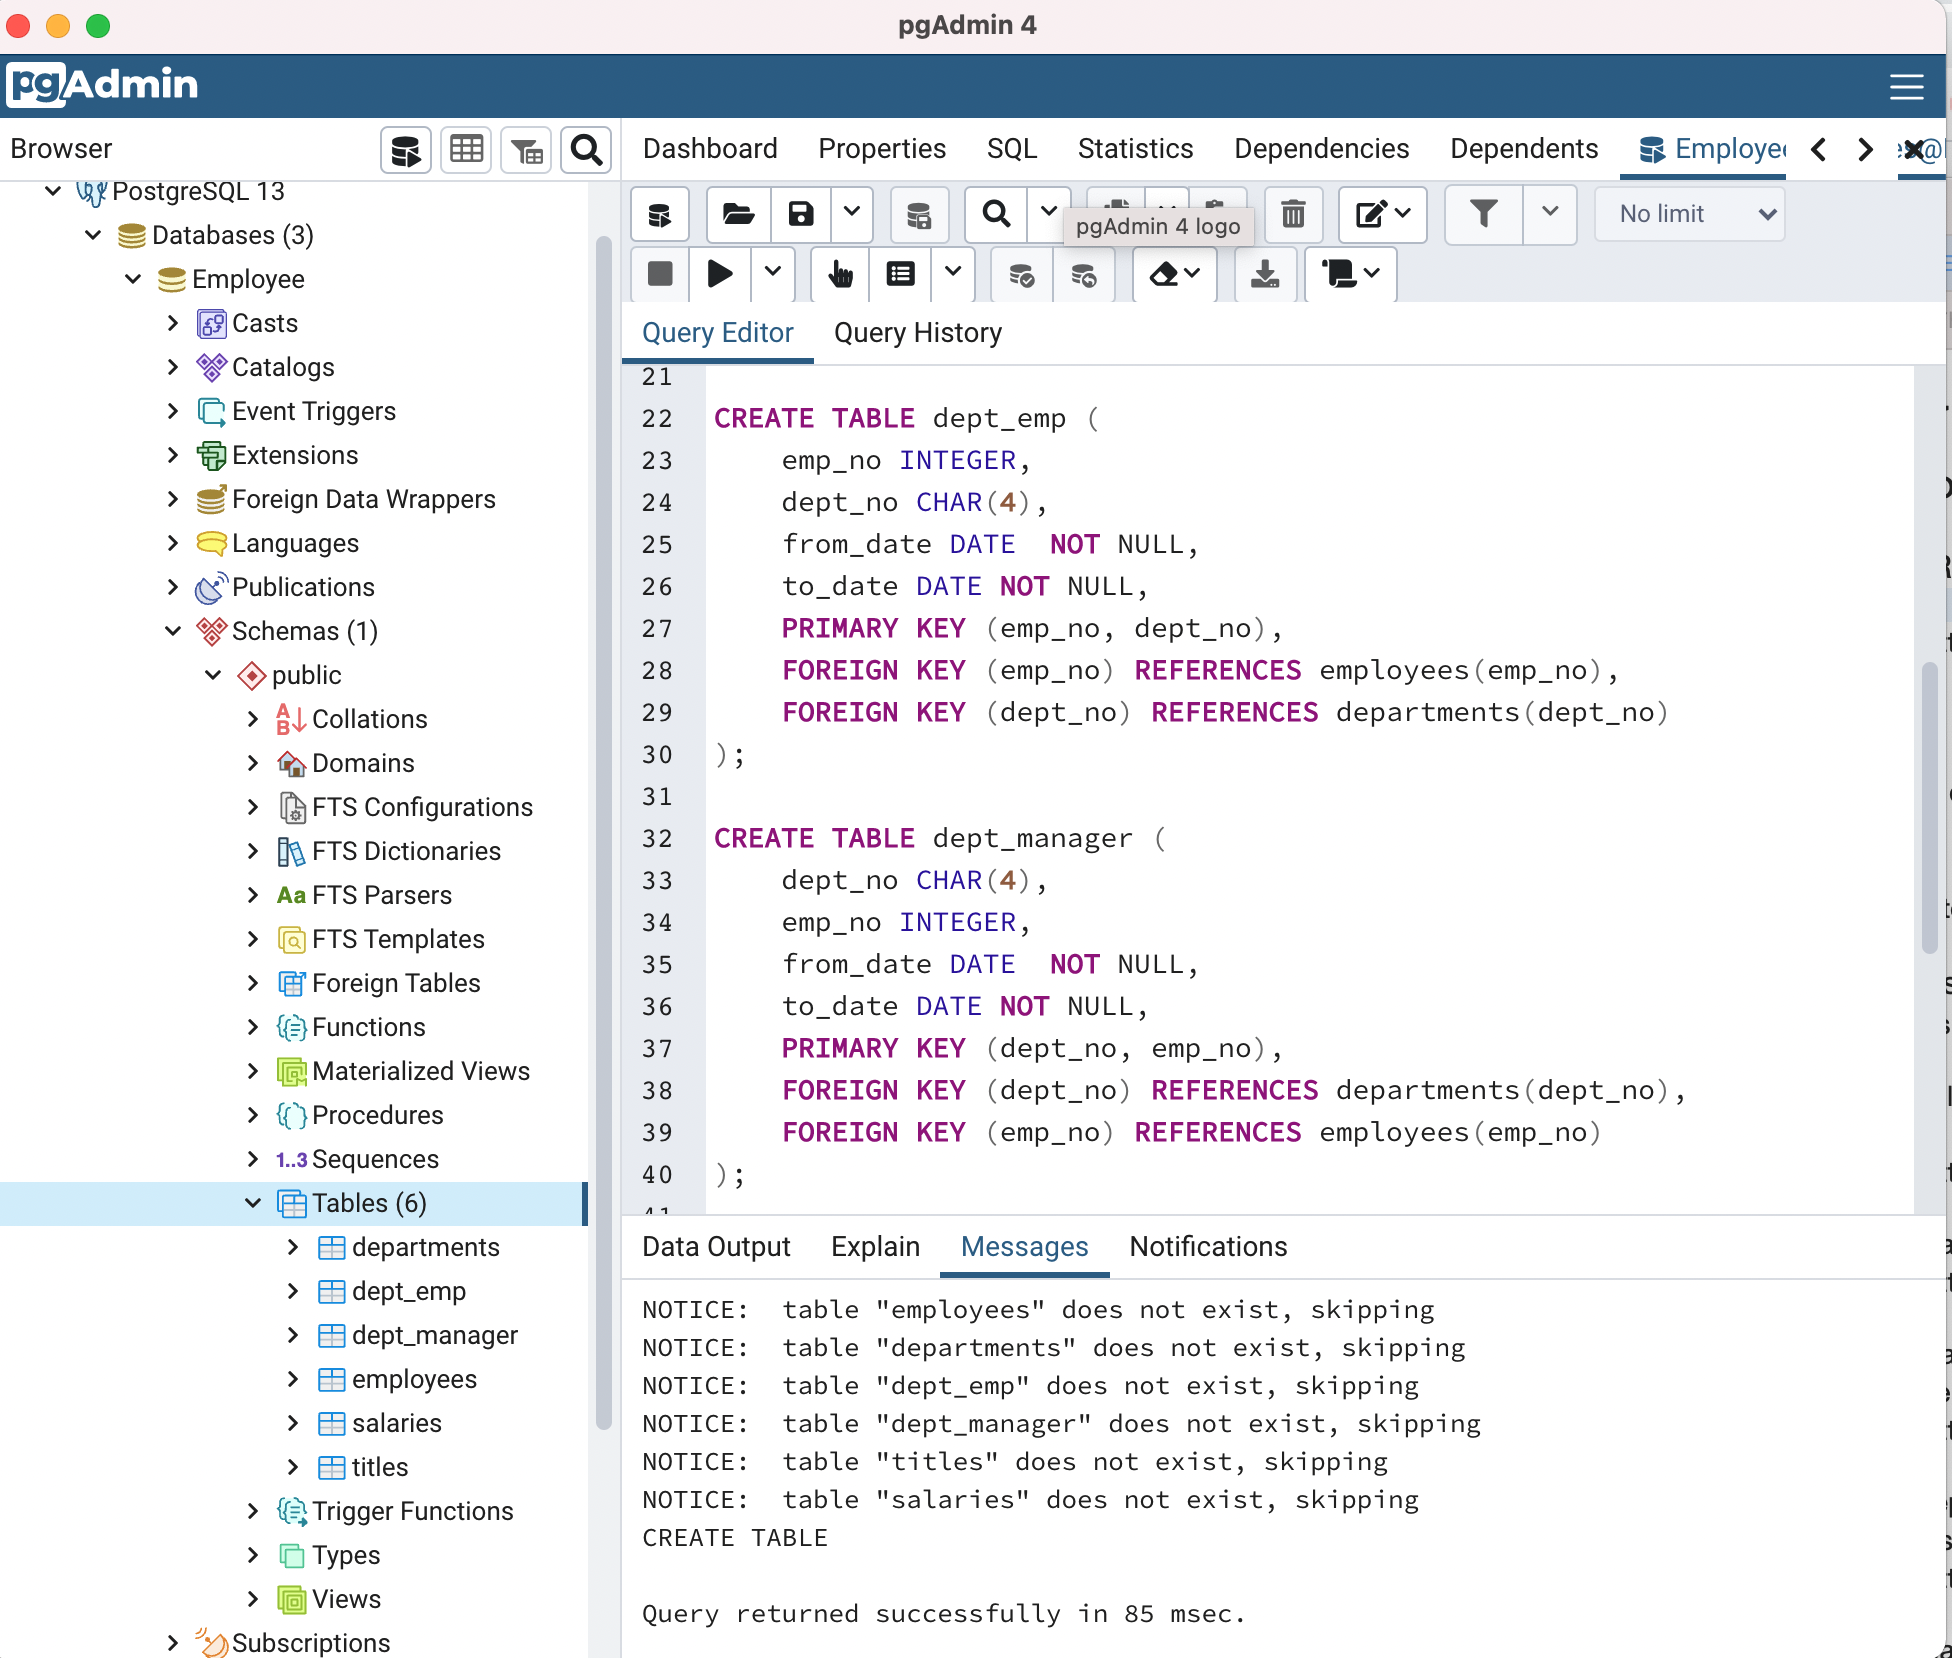 pgAdmin 4
pgAdmin
Browser
Dashboard Properties SQL Statistics Dependencies Dependents Employe
PostgreSQL 13
Databases (3)
Employee
Casts
Catalogs
Event Triggers
Extensions
Foreign Data Wrappers
Languages
Publications
Schemas (1)
public
Collations
Domains
FTS Configurations
FTS Dictionaries
Aa FTS Parsers
FTS Templates
Foreign Tables
Functions
Materialized Views
Procedures
1..3 Sequences
Tables (6)
departments
dept_emp
dept_manager
employees
salaries
titles
Trigger Functions
Types
Views
Subscriptions
pgAdmin 4 logo
No limit
Query Editor Query History
21
22 CREATE TABLE dept_emp (
23 emp_no INTEGER,
24 dept_no CHAR(4),
25 from_date DATE  NOT NULL,
26 to_date DATE NOT NULL,
27 PRIMARY KEY (emp_no, dept_no),
28 FOREIGN KEY (emp_no) REFERENCES employees(emp_no),
29 FOREIGN KEY (dept_no) REFERENCES departments(dept_no)
30 );
31
32 CREATE TABLE dept_manager (
33 dept_no CHAR(4),
34 emp_no INTEGER,
35 from_date DATE  NOT NULL,
36 to_date DATE NOT NULL,
37 PRIMARY KEY (dept_no, emp_no),
38 FOREIGN KEY (dept_no) REFERENCES departments(dept_no),
39 FOREIGN KEY (emp_no) REFERENCES employees(emp_no)
40 );
41
Data Output Explain Messages Notifications
NOTICE:  table "employees" does not exist, skipping
NOTICE:  table "departments" does not exist, skipping
NOTICE:  table "dept_emp" does not exist, skipping
NOTICE:  table "dept_manager" does not exist, skipping
NOTICE:  table "titles" does not exist, skipping
NOTICE:  table "salaries" does not exist, skipping
CREATE TABLE
Query returned successfully in 85 msec.